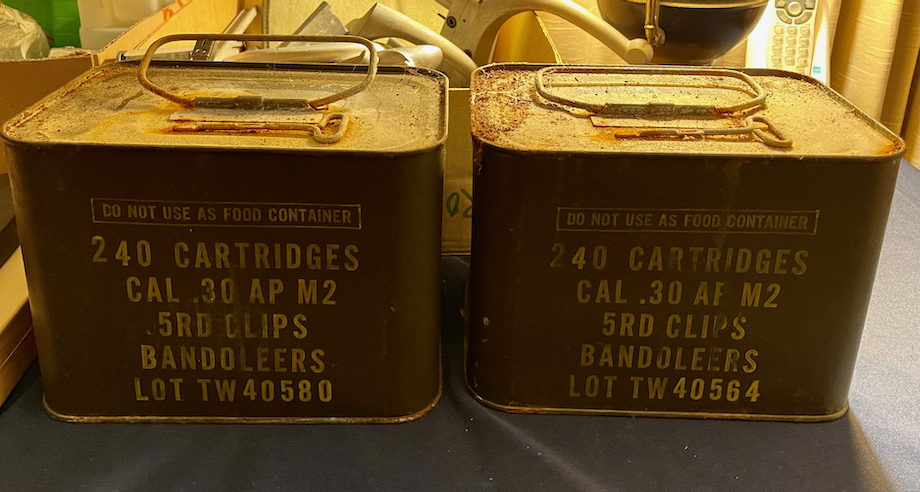 DO NOT USE AS FOOD CONTAINER
240 CARTRIDGES
CAL .30 AP M2
5RD CLIPS
BANDOLEERS
LOT TW40580
DO NOT USE AS FOOD CONTAINER
240 CARTRIDGES
CAL .30 AP M2
5RD CLIPS
BANDOLEERS
LOT TW40564